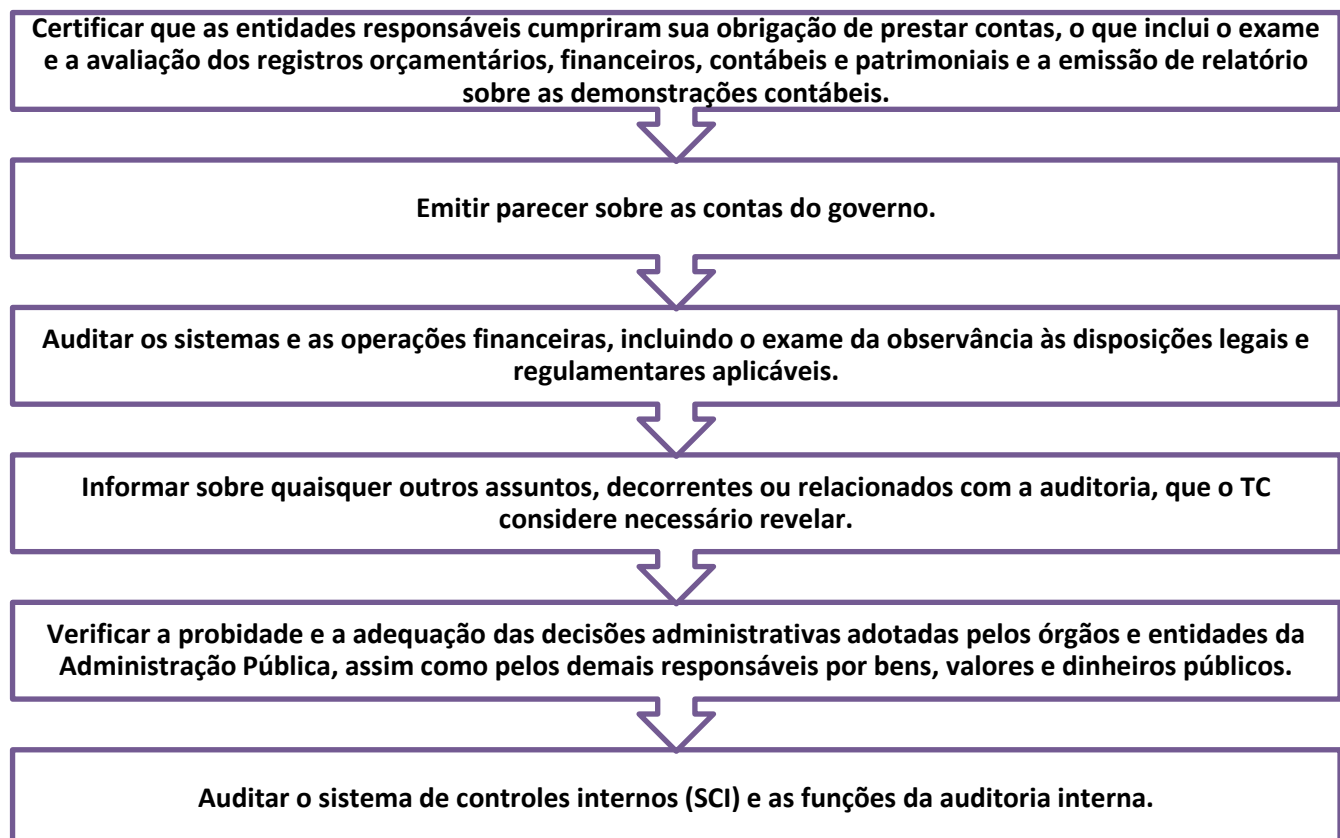 Certificar que as entidades responsáveis cumpriram sua obrigação de prestar contas, o que inclui o exame
e a avaliação dos registros orçamentários, financeiros, contábeis e patrimoniais e a emissão de relatório
sobre as demonstrações contábeis.
Emitir parecer sobre as contas do governo.
Auditar os sistemas e as operações financeiras, incluindo o exame da observância às disposições legais e
regulamentares aplicáveis.
Informar sobre quaisquer outros assuntos, decorrentes ou relacionados com a auditoria, que o TC
considere necessário revelar.
Verificar a probidade e a adequação das decisões administrativas adotadas pelos órgãos e entidades da
Administração Pública, assim como pelos demais responsáveis por bens, valores e dinheiros públicos.
Auditar o sistema de controles internos (SCI) e as funções da auditoria interna.